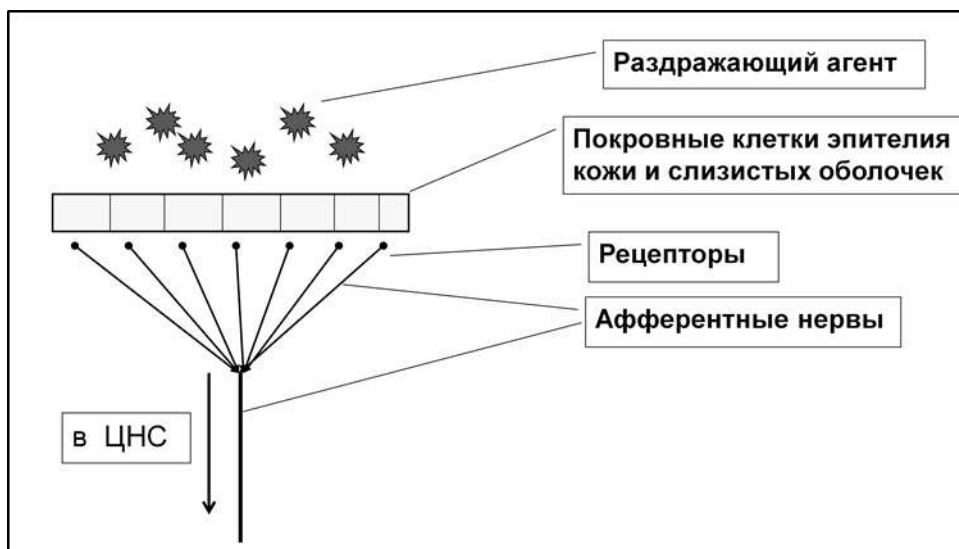 Раздражающий агент
Покровные клетки эпителия
кожи и слизистых оболочек
Рецепторы
Афферентные нервы
в ЦНС